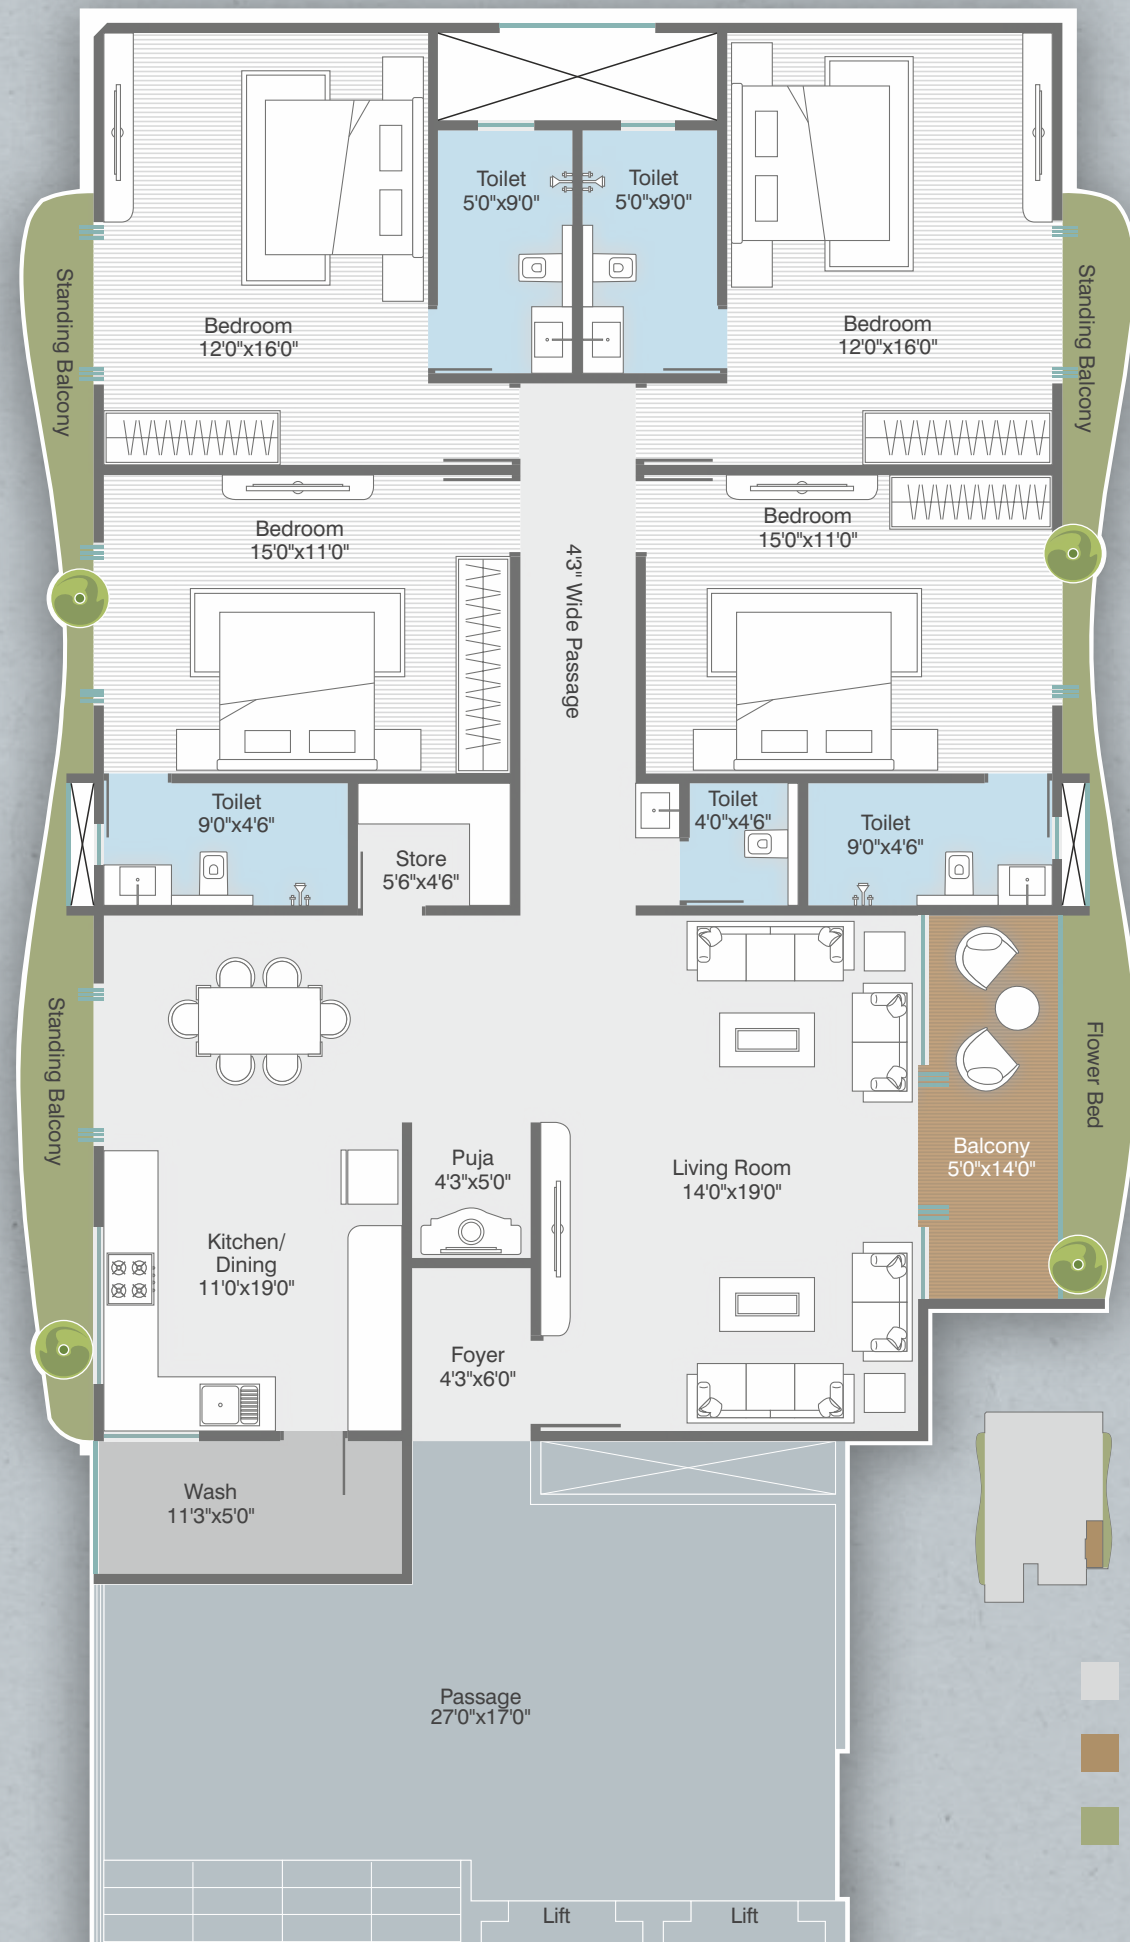 Toilet
5'0"x9'0"
Toilet
5'0"x9'0"
Standing Balcony
Bedroom
12'0"x16'0"
Bedroom
12'0"x16'0"
Standing Balcony
Bedroom
15'0"x11'0"
4'3" Wide Passage
Bedroom
15'0"x11'0"
Toilet
9'0"x4'6"
Store
5'6"x4'6"
Toilet
4'0"x4'6"
Toilet
9'0"x4'6"
Standing Balcony
Flower Bed
Puja
4'3"x5'0"
Living Room
14'0"x19'0"
Balcony
5'0"x14'0"
Kitchen/
Dining
11'0'x19'0"
Foyer
4'3"x6'0"
Wash
11'3"x5'0"
Passage
27'0"x17'0"
Lift
Lift